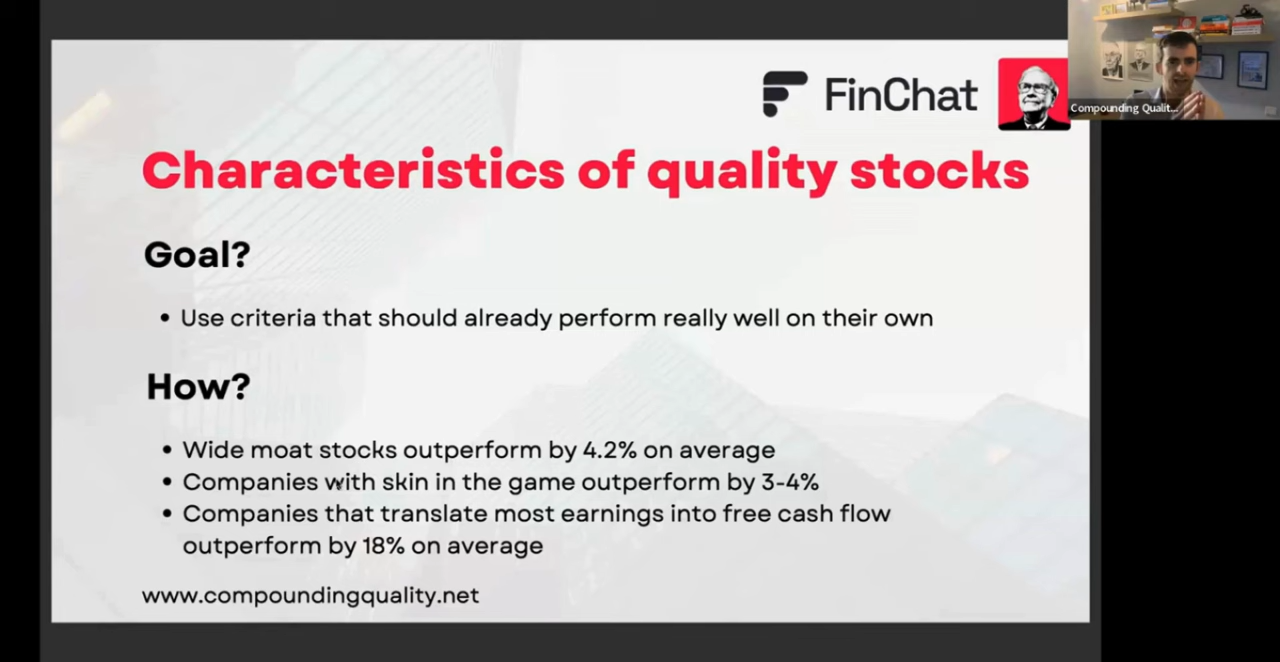 FinChat
Compounding Qualit...
Characteristics of quality stocks
Goal?
• Use criteria that should already perform really well on their own
How?
• Wide moat stocks outperform by 4.2% on average
• Companies with skin in the game outperform by 3-4%
• Companies that translate most earnings into free cash flow
outperform by 18% on average
www.compoundingquality.net